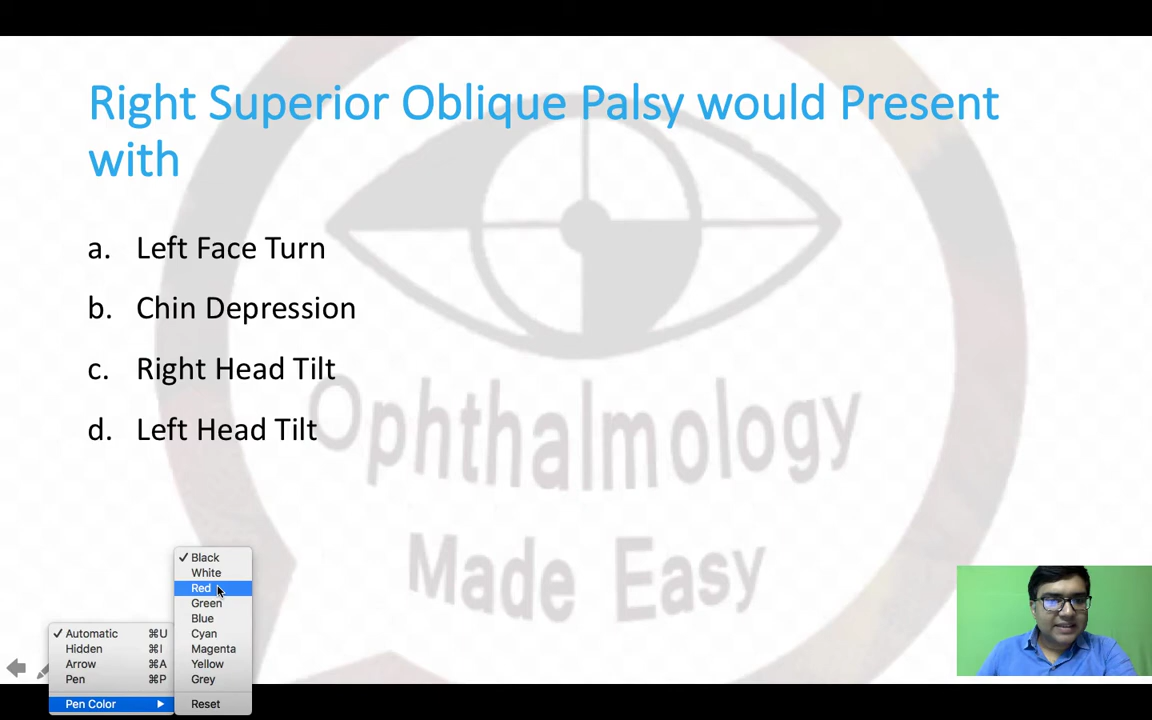 Right Superior Oblique Palsy would Present
with
a. Left Face Turn
b. Chin Depression
c. Right Head Tilt
d. Left Head Tilt
Ophthalmology
Made Easy
✓ Black
White
Red
Green
Blue
Cyan
Magenta
Yellow
Grey
Reset
✓ Automatic ⌘U
Hidden ⌘I
Arrow ⌘A
Pen ⌘P
Pen Color